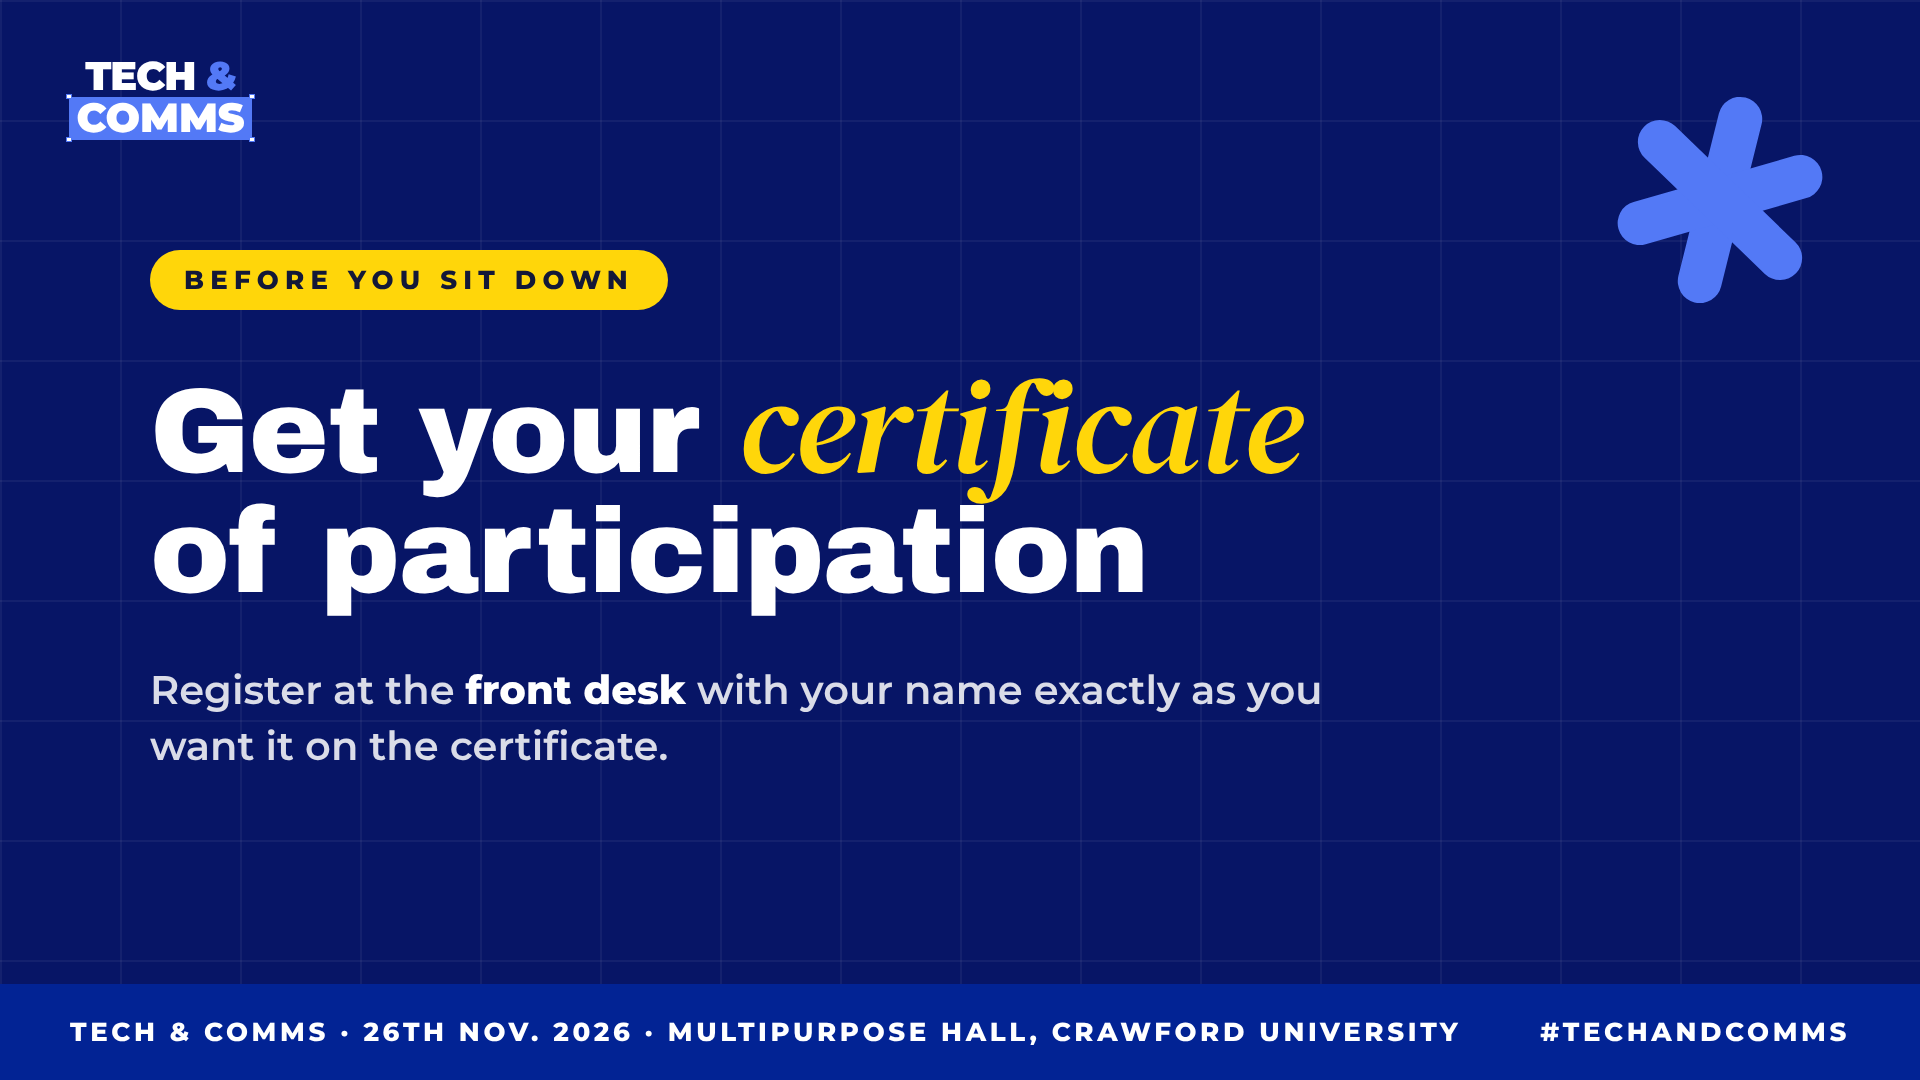 TECH &
COMMS
BEFORE YOU SIT DOWN
Get your certificate
of participation
Register at the front desk with your name exactly as you
want it on the certificate.
TECH & COMMS · 26TH NOV. 2026 · MULTIPURPOSE HALL, CRAWFORD UNIVERSITY
#TECHANDCOMMS